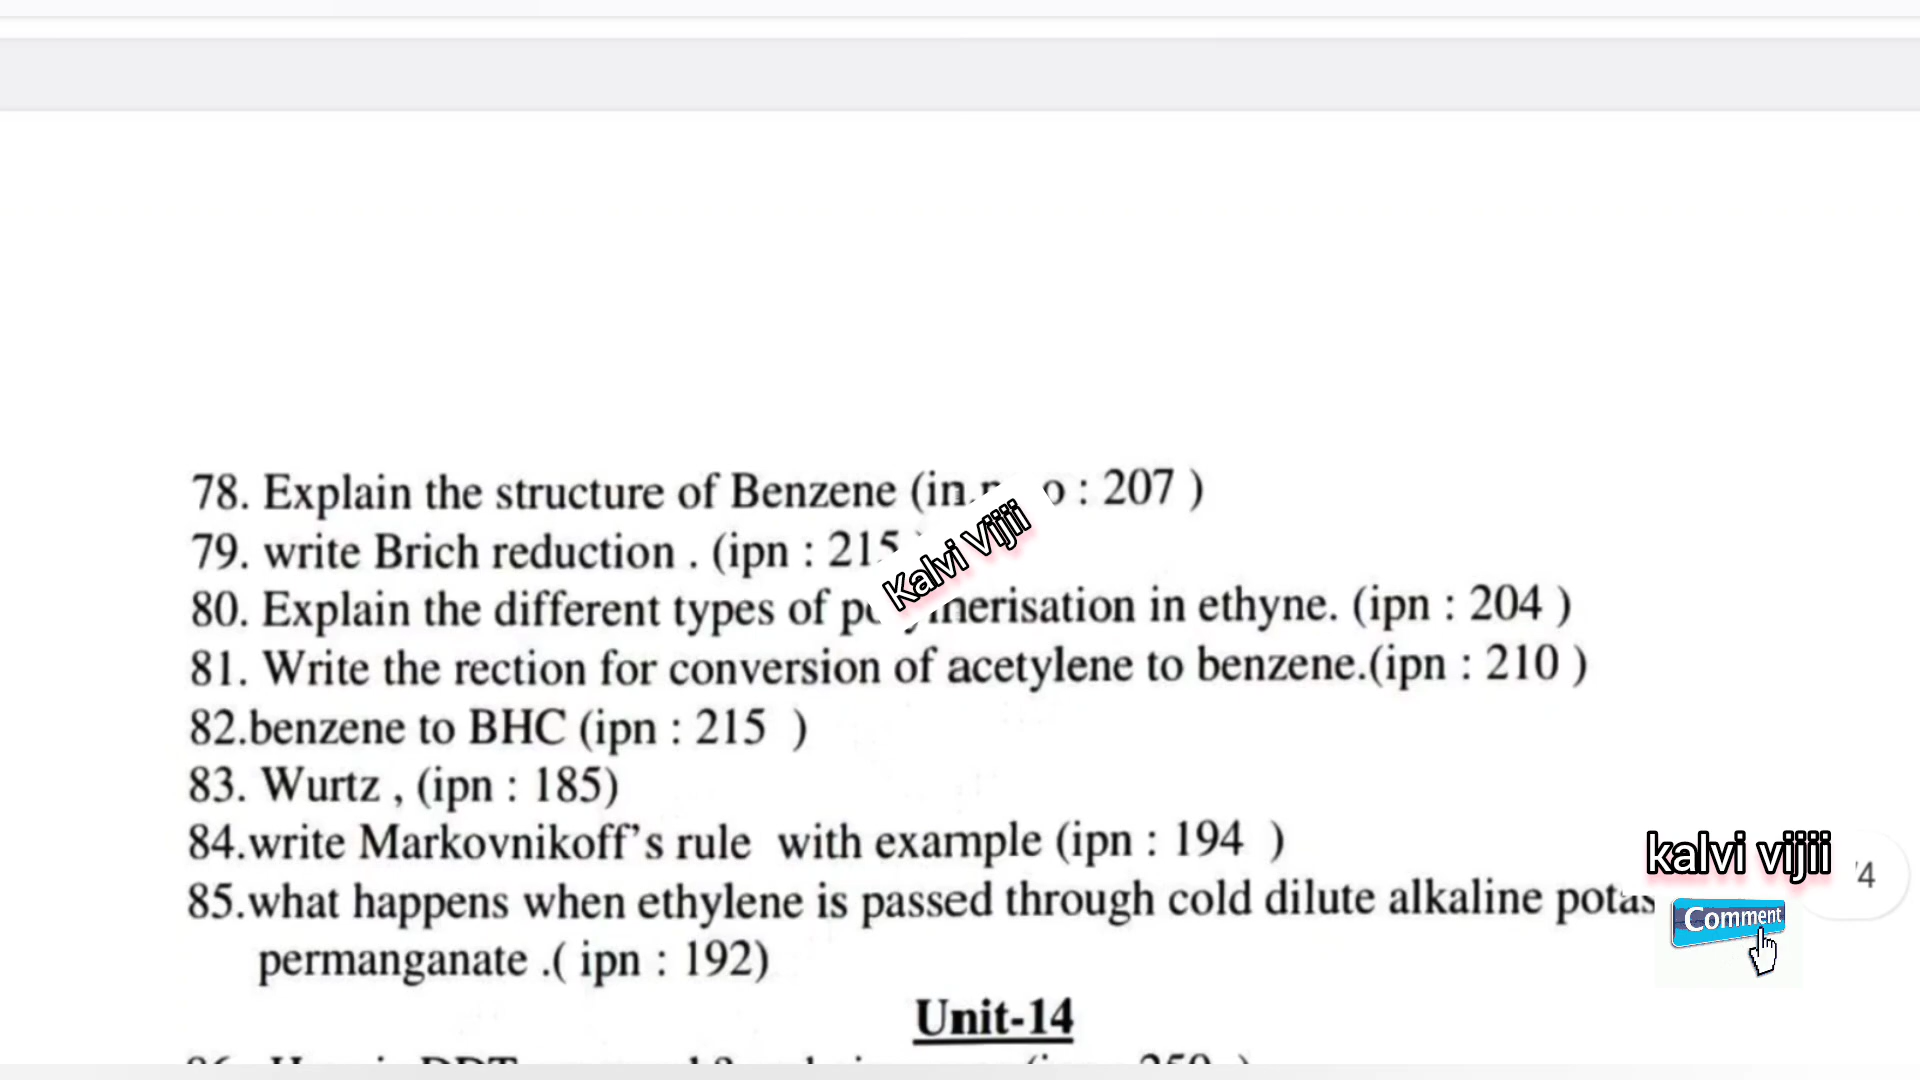 78. Explain the structure of Benzene (in : 207 )
79. write Brich reduction . (ipn : 215
Kalvi Vijii
80. Explain the different types of in ethyne. (ipn : 204 )
81. Write the rection for conversion of acetylene to benzene.(ipn : 210 )
82.benzene to BHC (ipn : 215 )
83. Wurtz , (ipn : 185)
84.write Markovnikoff’s rule with example (ipn : 194 )
kalvi vijii
/4
85.what happens when ethylene is passed through cold dilute alkaline
Comment
permanganate .( ipn : 192)
Unit-14